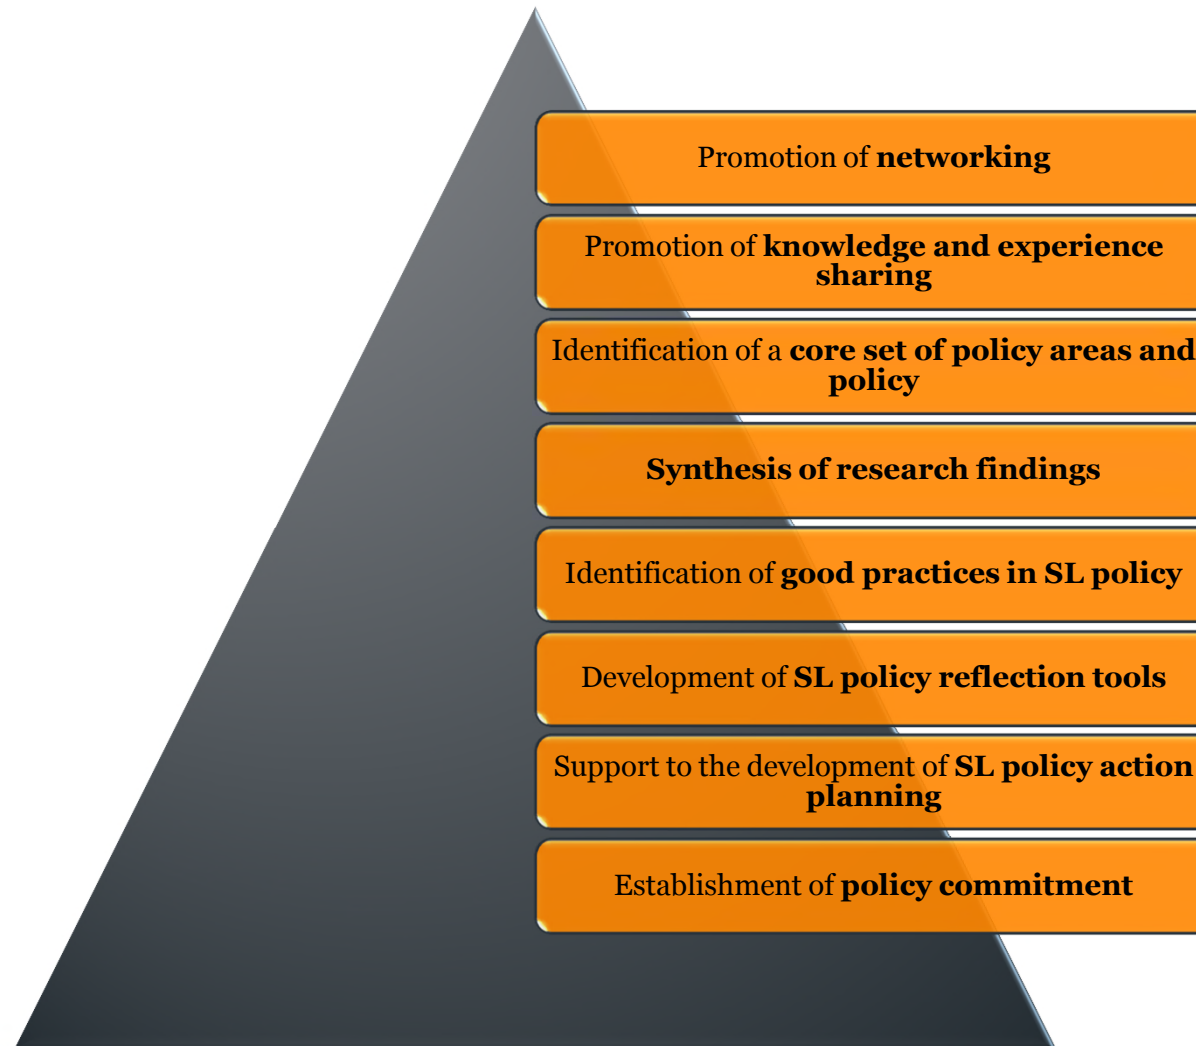 Promotion of networking
Promotion of knowledge and experience
sharing
Identification of a core set of policy areas and
policy
Synthesis of research findings
Identification of good practices in SL policy
Development of SL policy reflection tools
Support to the development of SL policy action
planning
Establishment of policy commitment